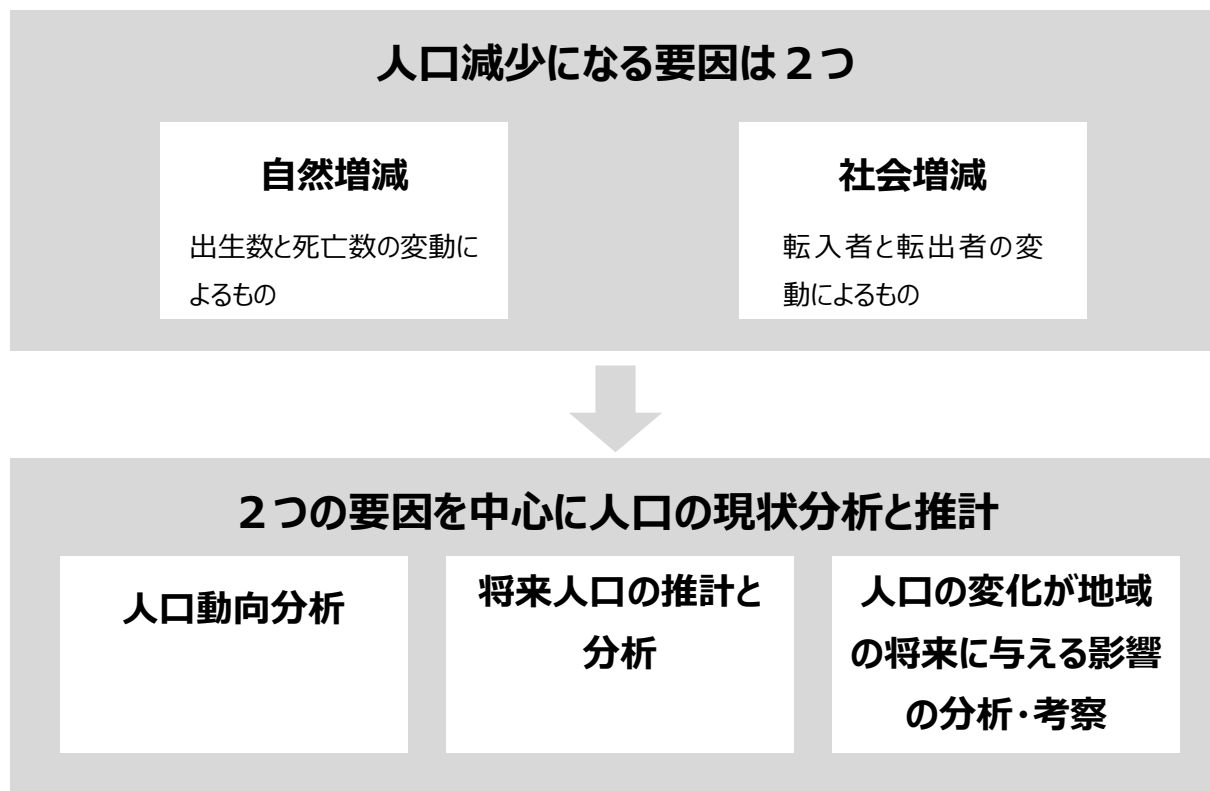 人口減少になる要因は２つ
自然増減
出生数と死亡数の変動に
よるもの
社会増減
転入者と転出者の変
動によるもの
２つの要因を中心に人口の現状分析と推計
人口動向分析
将来人口の推計と
分析
人口の変化が地域
の将来に与える影響
の分析・考察